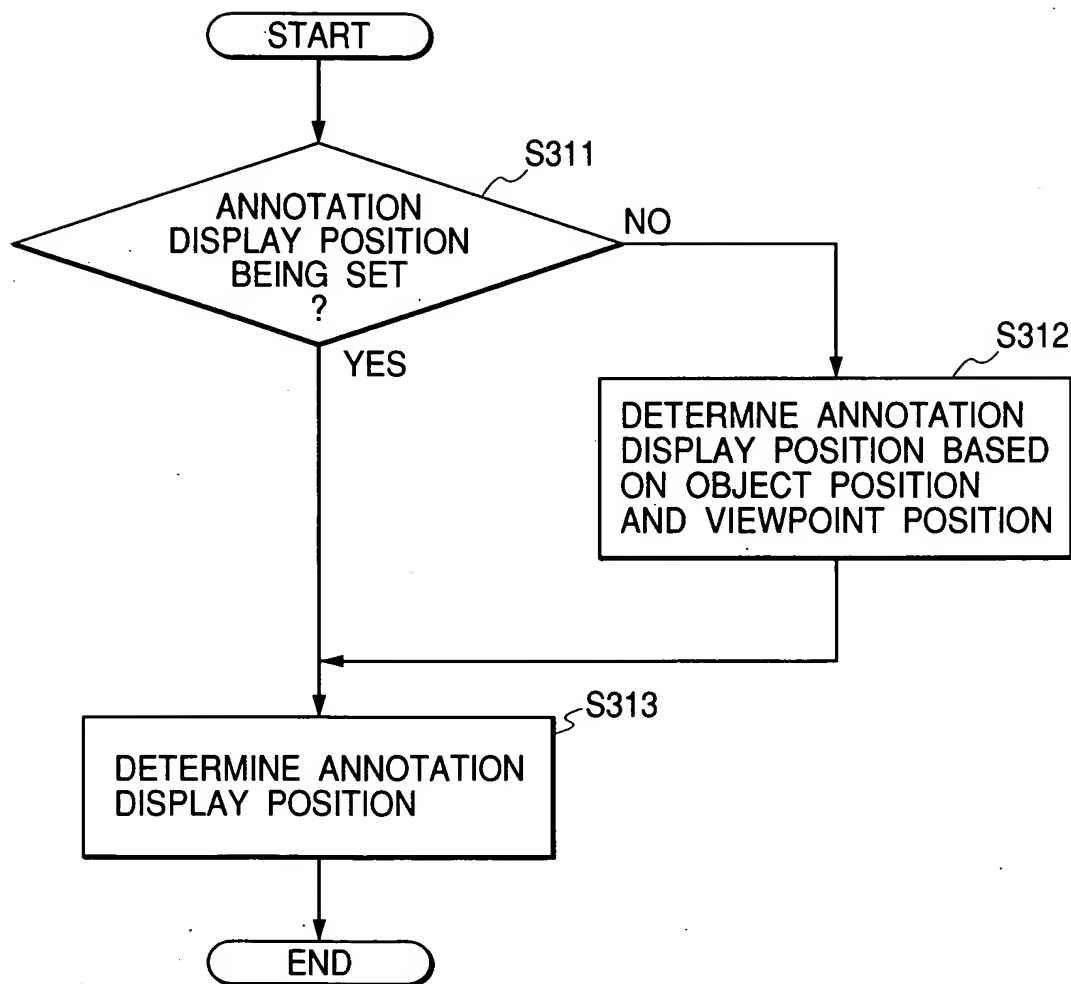 START
S311
ANNOTATION
DISPLAY POSITION
BEING SET
?
NO
YES
S312
DETERMNE ANNOTATION
DISPLAY POSITION BASED
ON OBJECT POSITION
AND VIEWPOINT POSITION
S313
DETERMINE ANNOTATION
DISPLAY POSITION
END